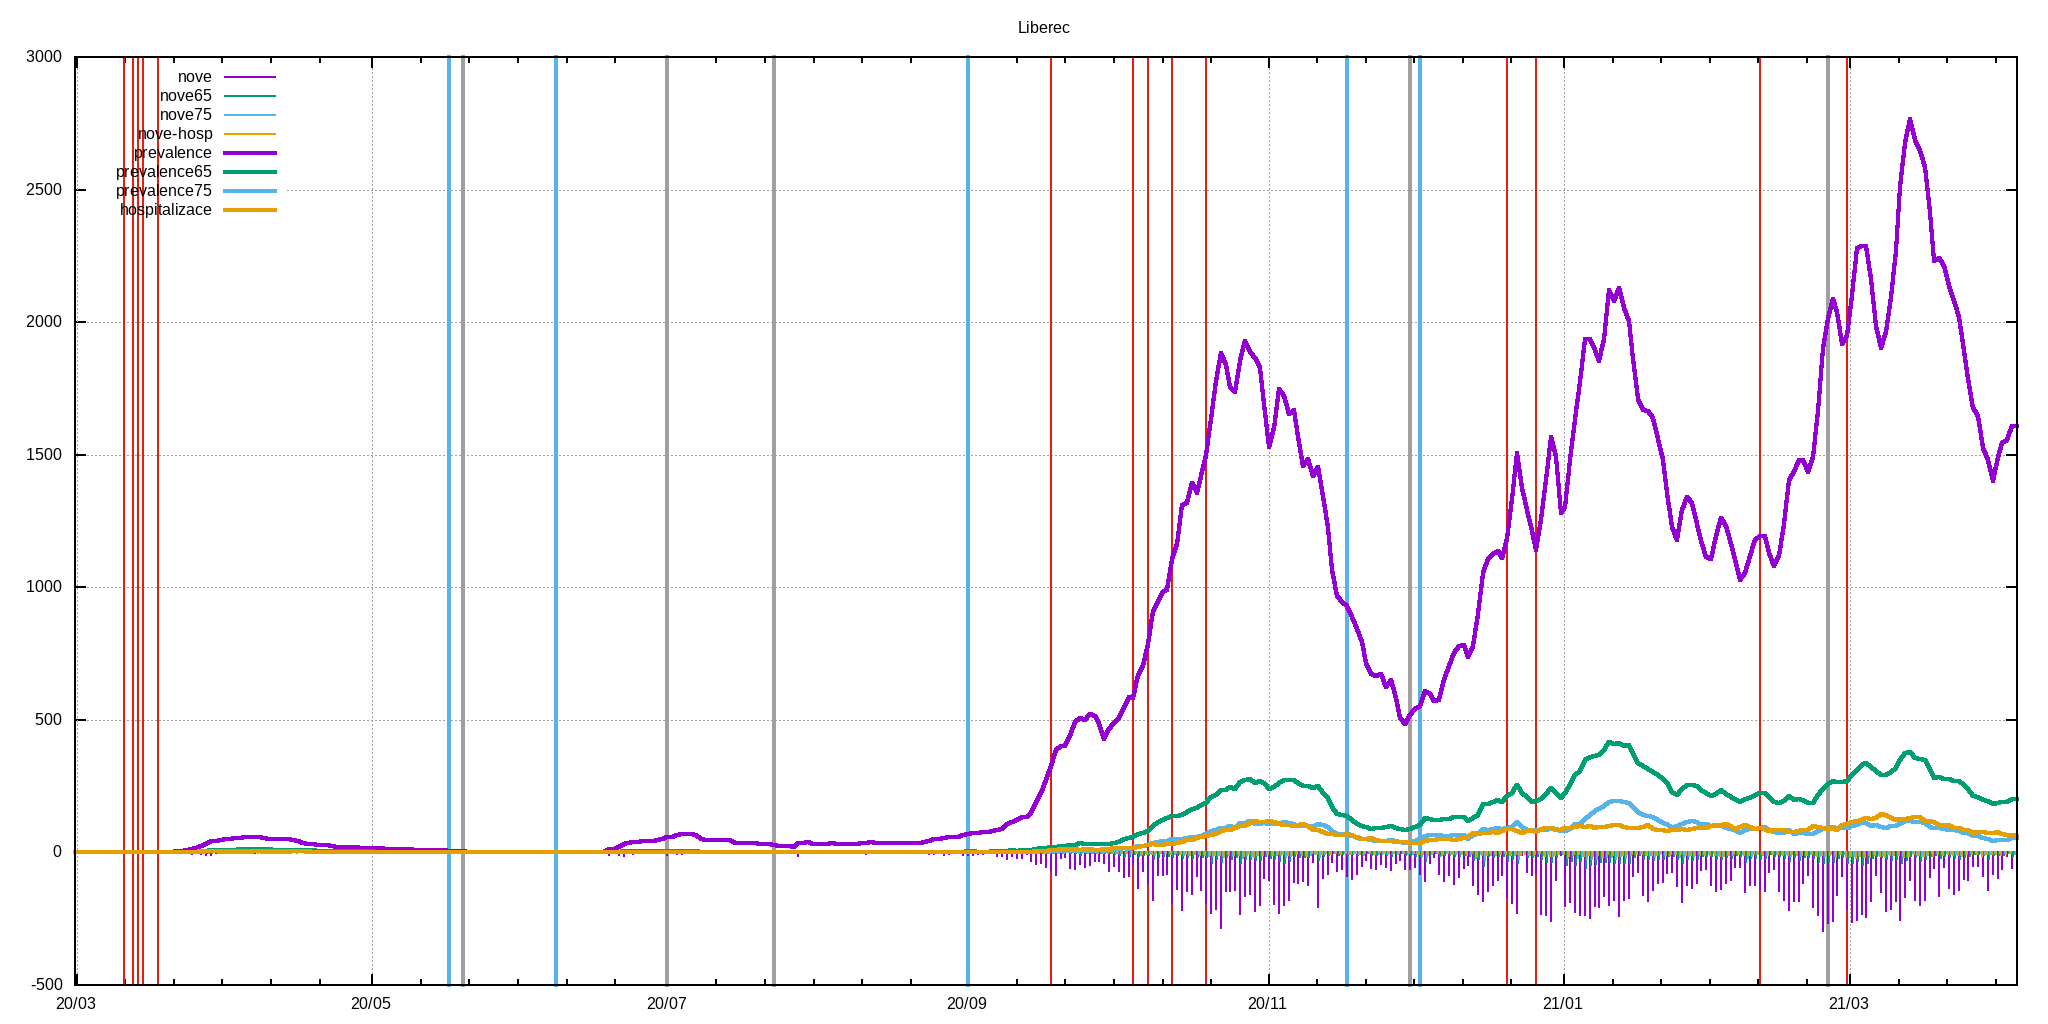 Liberec
3000
2500
2000
1500
1000
500
0
-500
nove
nove65
nove75
nove-hosp
prevalence
prevalence65
prevalence75
hospitalizace
20/03
20/05
20/07
20/09
20/11
21/01
21/03